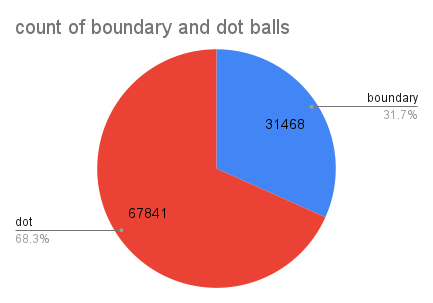 count of boundary and dot balls
boundary
31.7%
31468
67841
dot
68.3%